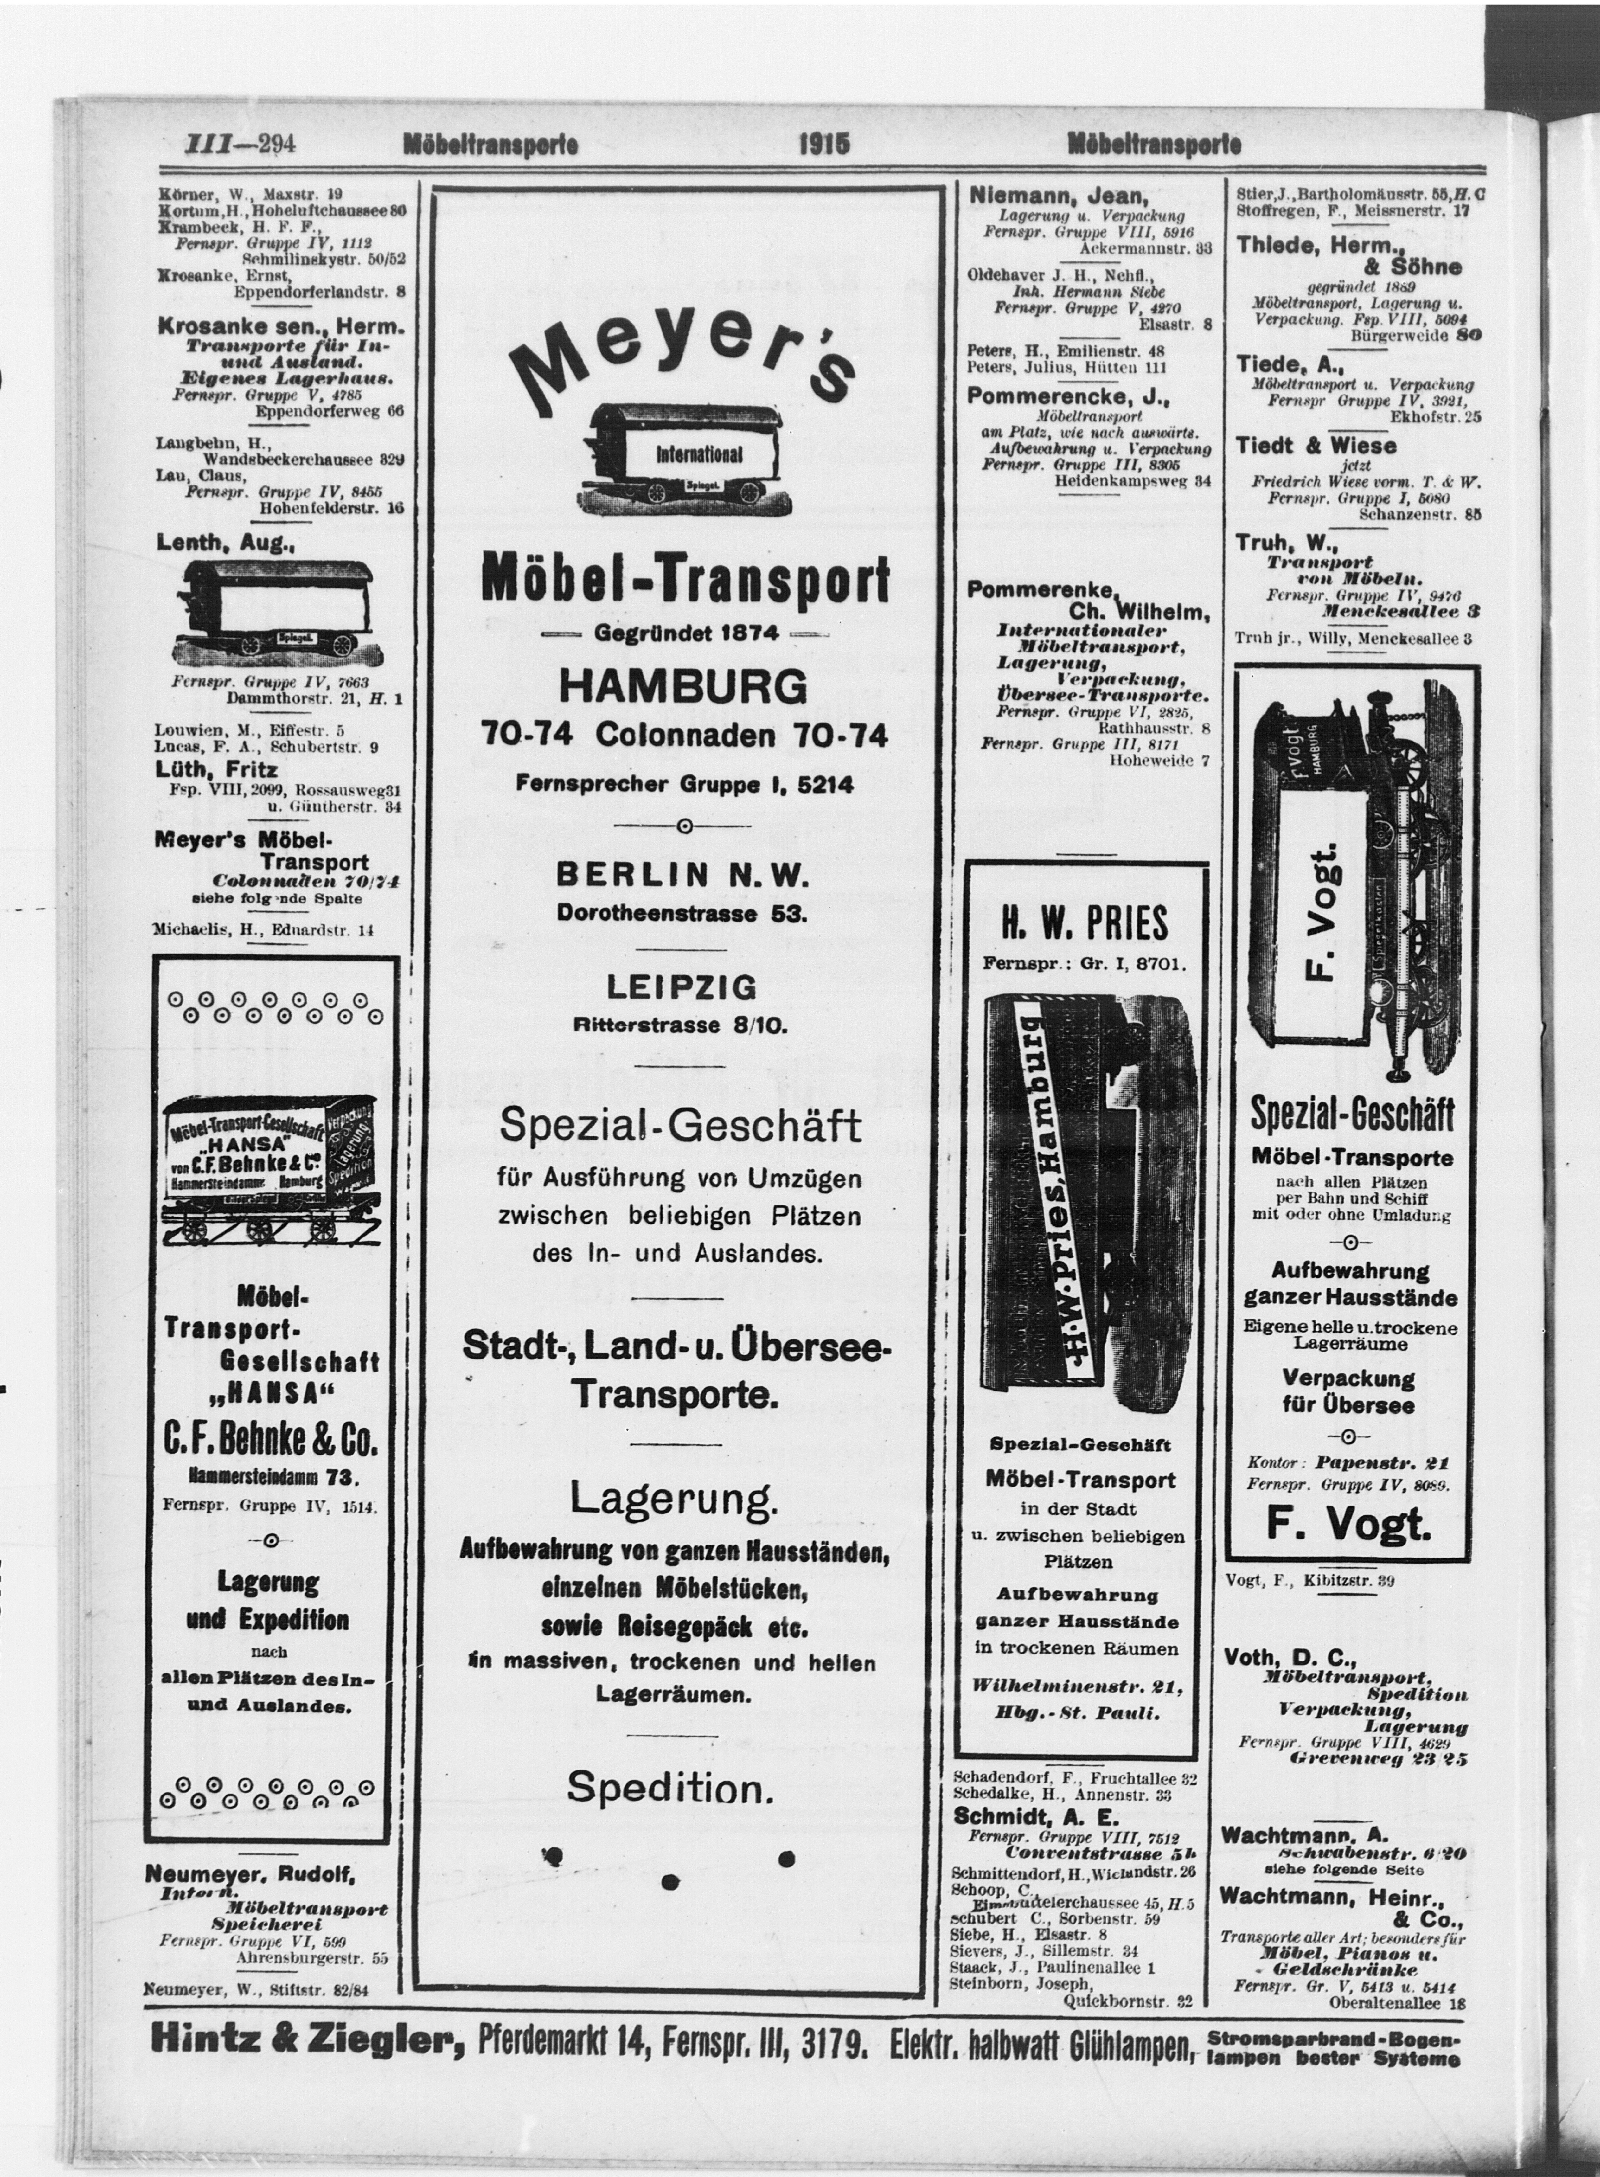 III—294 Möbeltransporte 1915 Möbeltransporte
Körner, W., Maxstr. 19
Kortum, H., Hoheluftchaussee 80
Krambeck, H. F. F.,
Fernspr. Gruppe IV, 1112
Schmilinskystr. 50/52
Krosanke, Ernst,
Eppendorferlandstr. 8
Krosanke sen., Herm.
Transporte für In-
und Ausland.
Eigenes Lagerhaus.
Fernspr. Gruppe V, 4785
Eppendorferweg 66
Langbehn, H.,
Wandsbeckerchaussee 329
Lau, Claus,
Fernspr. Gruppe IV, 8455
Hohenfelderstr. 16
Lenth, Aug.,
Spiegel.
Fernspr. Gruppe IV, 7663
Dammthorstr. 21, H. 1
Louwien, M., Eiffestr. 5
Lucas, F. A., Schubertstr. 9
Lüth, Fritz
Fsp. VIII, 2099, Rossausweg 31
u. Güntherstr. 34
Meyer's Möbel-
Transport
Colonnaden 70/74
siehe folgende Spalte
Michaelis, H., Eduardstr. 14
Möbel-Transport-Gesellschaft
„HANSA"
von C. F. Behnke & Co
Hammersteindamm Hamburg
Verpackung
Lagerung
Spedition
Möbel-
Transport-
Gesellschaft
„HANSA“
C. F. Behnke & Co.
Hammersteindamm 73.
Fernspr. Gruppe IV, 1514.
Lagerung
und Expedition
nach
allen Plätzen des In-
und Auslandes.
Neumeyer, Rudolf,
Intern.
Möbeltransport
Speicherei
Fernspr. Gruppe VI, 599
Ahrensburgerstr. 55
Neumeyer, W., Stiftstr. 82/84
Meyer's
International
Spiegel.
Möbel-Transport
Gegründet 1874
HAMBURG
70-74 Colonnaden 70-74
Fernsprecher Gruppe I, 5214
BERLIN N. W.
Dorotheenstrasse 53.
LEIPZIG
Ritterstrasse 8/10.
Spezial-Geschäft
für Ausführung von Umzügen
zwischen beliebigen Plätzen
des In- und Auslandes.
Stadt-, Land- u. Übersee-
Transporte.
Lagerung.
Aufbewahrung von ganzen Hausständen,
einzelnen Möbelstücken,
sowie Reisegepäck etc.
in massiven, trockenen und hellen
Lagerräumen.
Spedition.
Niemann, Jean,
Lagerung u. Verpackung
Fernspr. Gruppe VIII, 5916
Ackermannstr. 33
Oldehaver J. H., Nchfl.,
Inh. Hermann Siebe
Fernspr. Gruppe V, 4270
Elsastr. 8
Peters, H., Emilienstr. 48
Peters, Julius, Hütten 111
Pommerencke, J.,
Möbeltransport
am Platz, wie nach auswärts.
Aufbewahrung u. Verpackung
Fernspr. Gruppe III, 8305
Heidenkampsweg 34
Pommerenke,
Ch. Wilhelm,
Internationaler
Möbeltransport,
Lagerung,
Verpackung,
Übersee-Transporte.
Fernspr. Gruppe VI, 2825,
Rathhausstr. 8
Fernspr. Gruppe III, 8171
Hoheweide 7
H. W. PRIES
Fernspr.: Gr. I, 8701.
H. W. Pries, Hamburg
Spezial-Geschäft
Möbel-Transport
in der Stadt
u. zwischen beliebigen
Plätzen
Aufbewahrung
ganzer Hausstände
in trockenen Räumen
Wilhelminenstr. 21,
Hbg.-St. Pauli.
Schadendorf, F., Fruchtallee 32
Schedalke, H., Annenstr. 33
Schmidt, A. E.
Fernspr. Gruppe VIII, 7512
Conventstrasse 5b
Schmittendorf, H., Wielandstr. 26
Schoop, C.,
Eimsbüttelerchaussee 45, H. 5
Schubert C., Sorbenstr. 59
Siebe, H., Elsastr. 8
Sievers, J., Sillemstr. 34
Staack, J., Paulinenallee 1
Steinborn, Joseph,
Quickbornstr. 32
Stier, J., Bartholomäusstr. 55, H. C
Stoffregen, F., Meissnerstr. 17
Thiede, Herm.,
& Söhne
gegründet 1889
Möbeltransport, Lagerung u.
Verpackung. Fsp. VIII, 5094
Bürgerweide 80
Tiede, A.,
Möbeltransport u. Verpackung
Fernspr Gruppe IV, 3921,
Ekhofstr. 25
Tiedt & Wiese
jetzt
Friedrich Wiese vorm. T. & W.
Fernspr. Gruppe I, 5080
Schanzenstr. 85
Truh, W.,
Transport
von Möbeln.
Fernspr. Gruppe IV, 9476
Menckesallee 3
Truh jr., Willy, Menckesallee 3
F. Vogt
HAMBURG
F. Vogt.
Spiegelkasten
Spezial-Geschäft
Möbel-Transporte
nach allen Plätzen
per Bahn und Schiff
mit oder ohne Umladung
Aufbewahrung
ganzer Hausstände
Eigene helle u. trockene
Lagerräume
Verpackung
für Übersee
Kontor: Papenstr. 21
Fernspr. Gruppe IV, 8089.
F. Vogt.
Vogt, F., Kibitzstr. 39
Voth, D. C.,
Möbeltransport,
Spedition
Verpackung,
Lagerung
Fernspr. Gruppe VIII, 4629
Grevenweg 23/25
Wachtmann, A.
Schwabenstr. 6/20
siehe folgende Seite
Wachtmann, Heinr.,
& Co.,
Transporte aller Art; besonders für
Möbel, Pianos u.
Geldschränke
Fernspr. Gr. V, 5413 u. 5414
Oberaltenallee 18
Hintz & Ziegler, Pferdemarkt 14, Fernspr. III, 3179. Elektr. halbwatt Glühlampen, Stromsparbrand-Bogen-
lampen bester Systeme